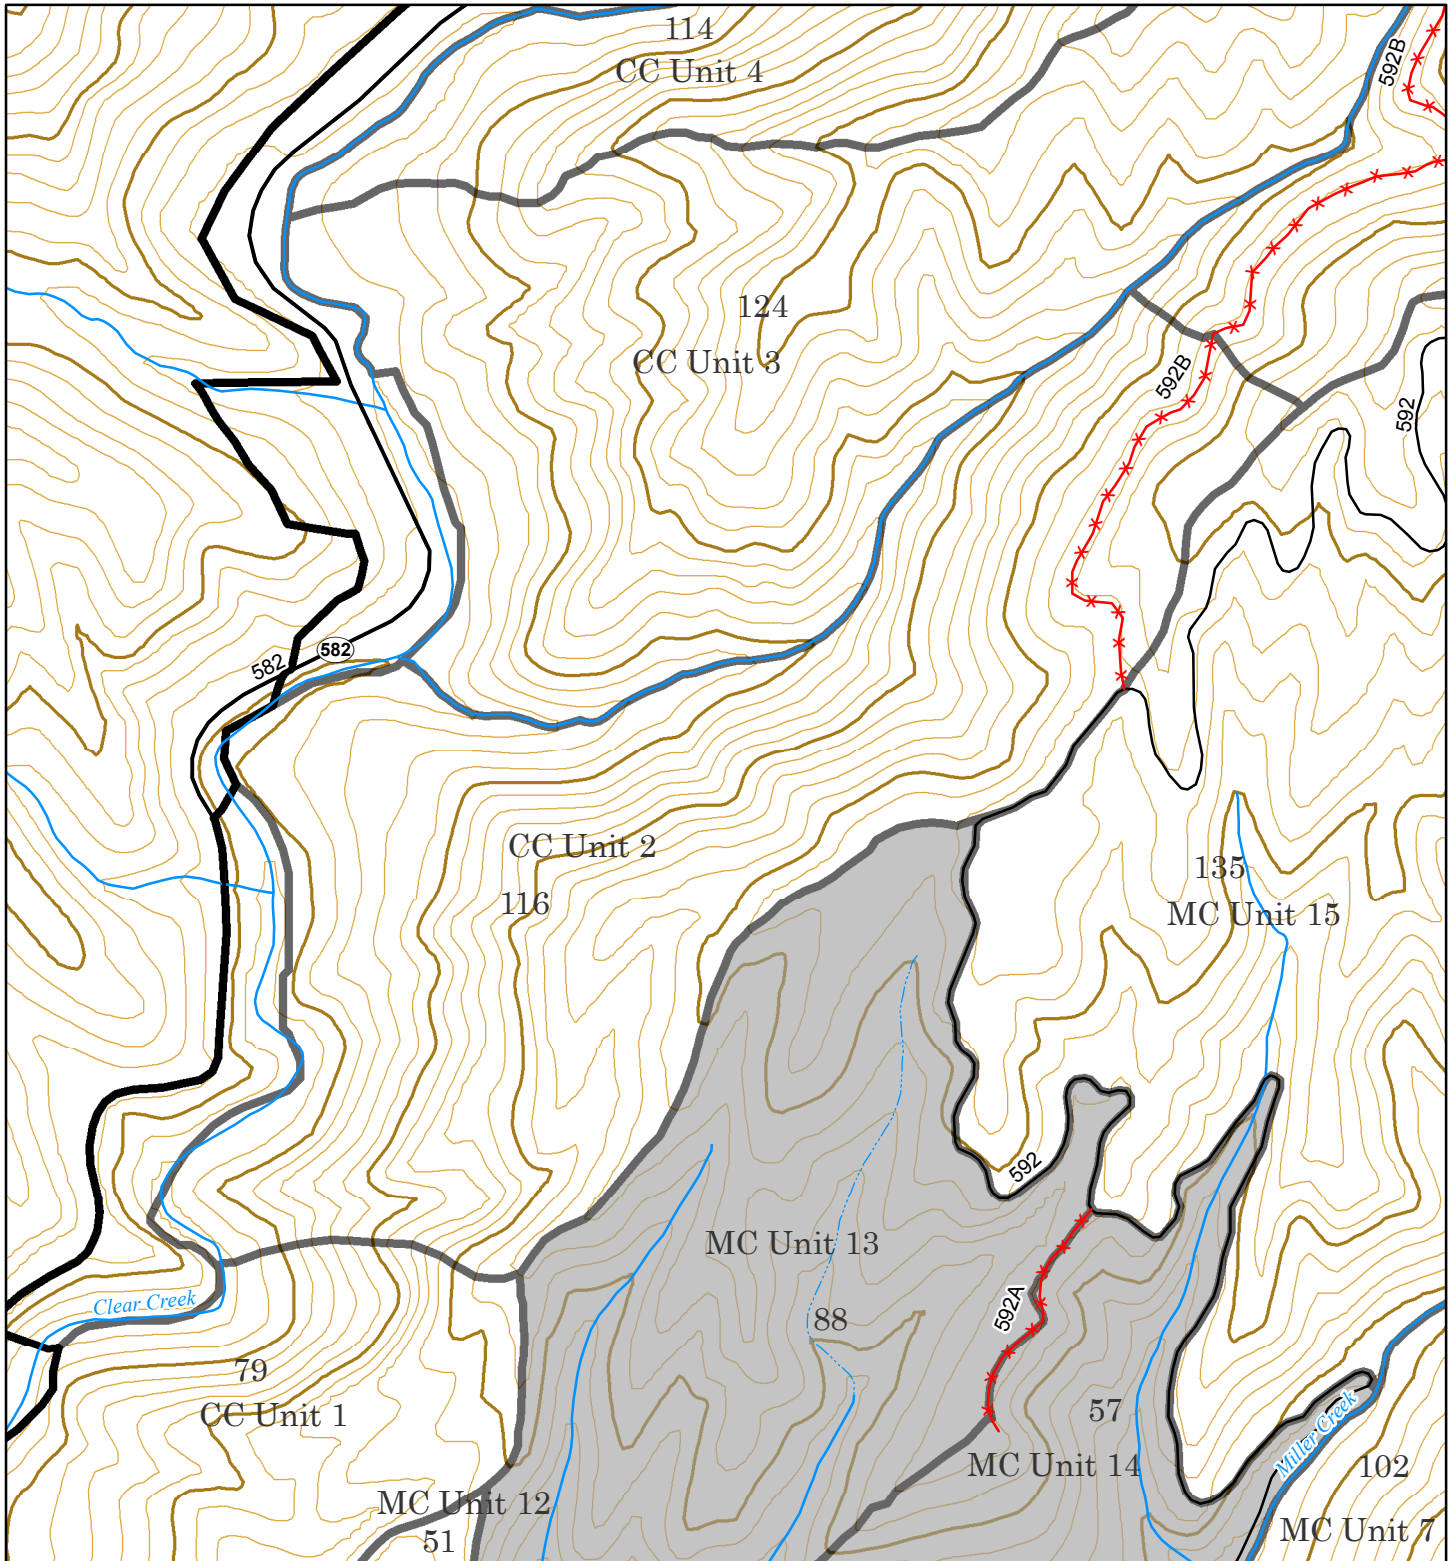 114
CC Unit 4
592B
124
CC Unit 3
592B
592
582
582
CC Unit 2
116
135
MC Unit 15
592
MC Unit 13
Clear Creek
592A
88
79
CC Unit 1
57
MC Unit 14
Miller Creek
102
MC Unit 12
51
MC Unit 7